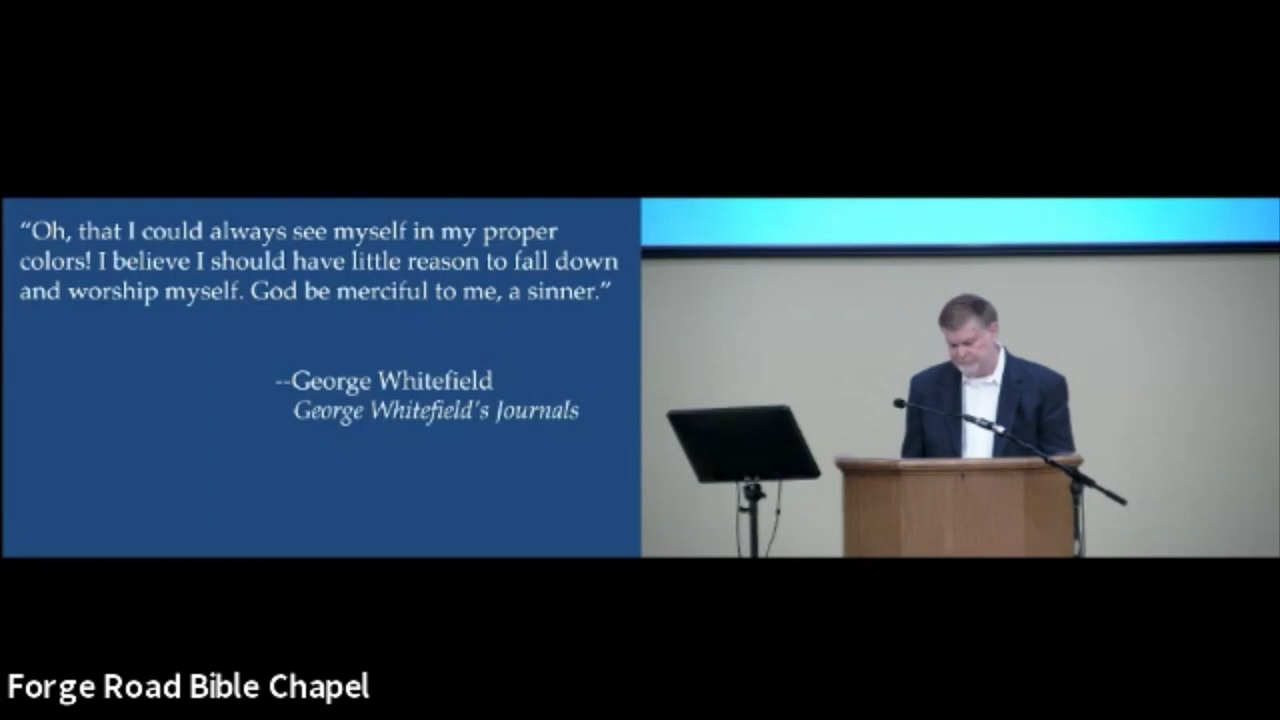 “Oh, that I could always see myself in my proper
colors! I believe I should have little reason to fall down
and worship myself. God be merciful to me, a sinner.”
--George Whitefield
George Whitefield's Journals
Forge Road Bible Chapel